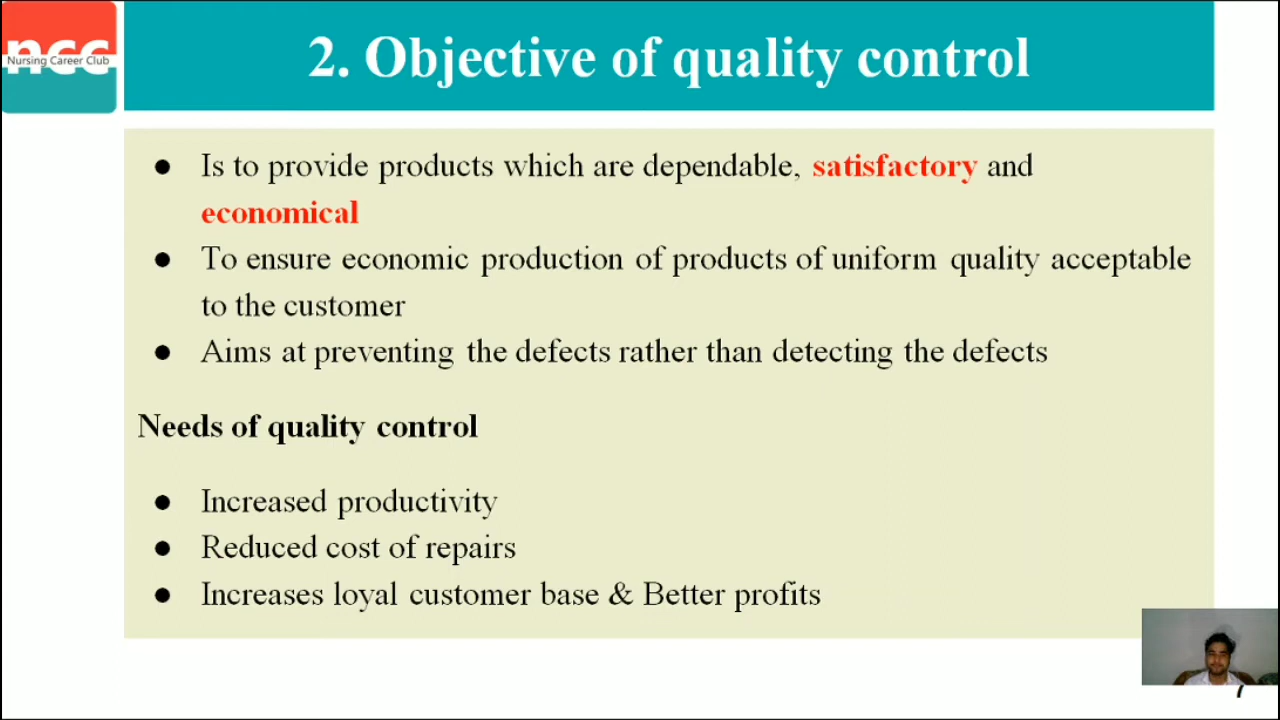 ncc
Nursing Career Club
2. Objective of quality control
● Is to provide products which are dependable, satisfactory and
economical
● To ensure economic production of products of uniform quality acceptable
to the customer
● Aims at preventing the defects rather than detecting the defects
Needs of quality control
● Increased productivity
● Reduced cost of repairs
● Increases loyal customer base & Better profits
7